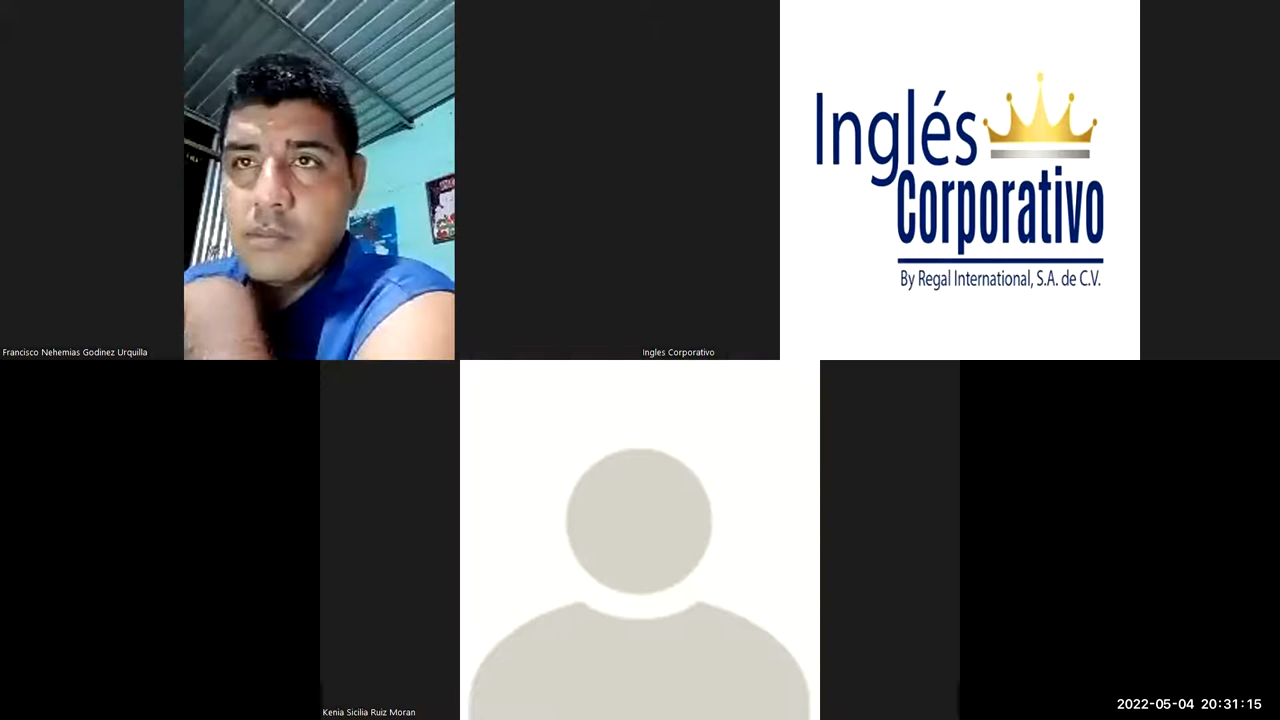 Inglés
Corporativo
By Regal International, S.A. de C.V.
Francisco Nehemias Godinez Urquilla
Ingles Corporativo
Kenia Sicilia Ruiz Moran
2022-05-04 20:31:15